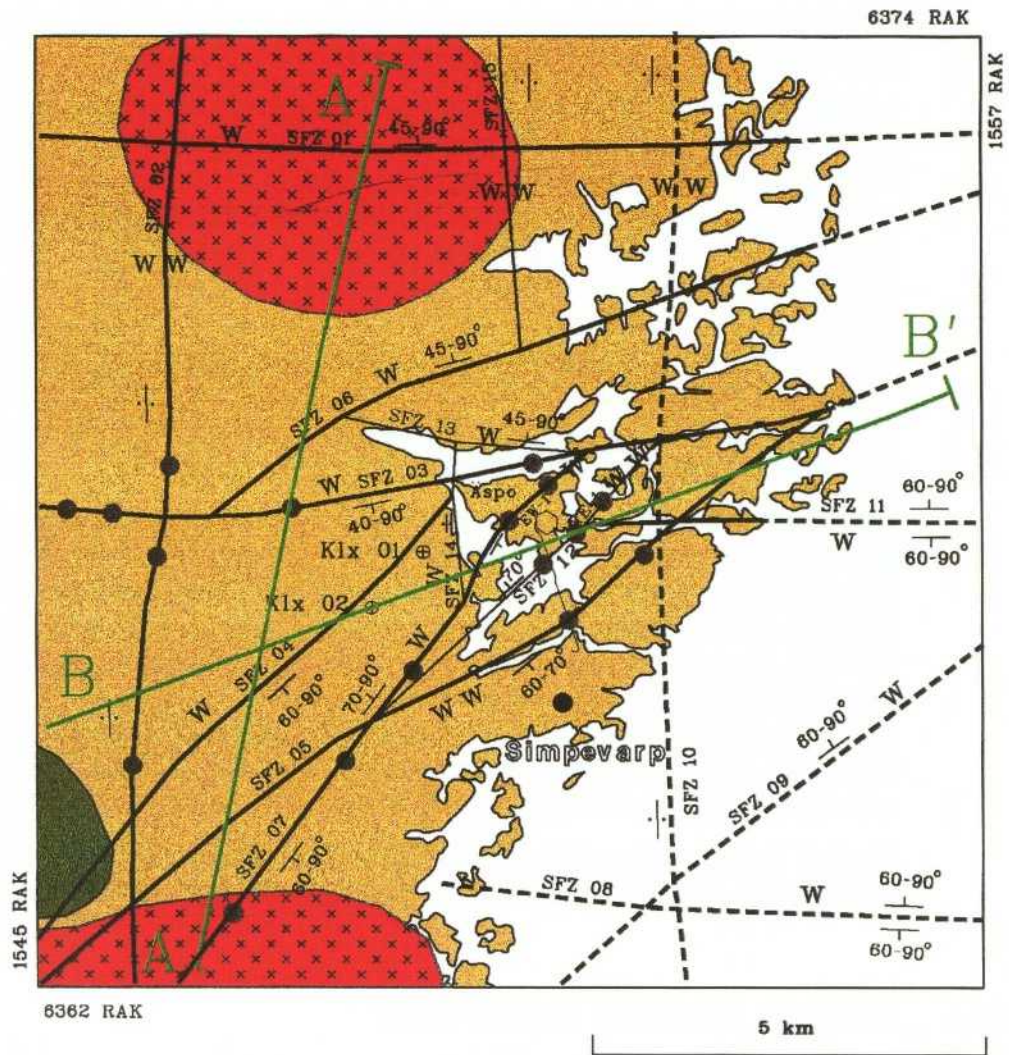 6374 RAK
1557 RAK
A'
SFZ 15
W
SFZ 01
45-90°
SFZ 02
W W
W W
W W
B'
45-90°
W
SFZ 06
SFZ 13
W
45-90°
W
SFZ 03
40-90°
Äspö
60-90°
SFZ 11
W
60-90°
Klx 01
SFZ 14
W
70°
SFZ 12
Klx 02
B
SFZ 04
W
60-90°
70-90°
W
W W
60-70°
Simpevarp
60-90°
W
SFZ 05
SFZ 10
SFZ 09
SFZ 07
60-90°
SFZ 08
W
60-90°
60-90°
A
1545 RAK
6362 RAK
5 km